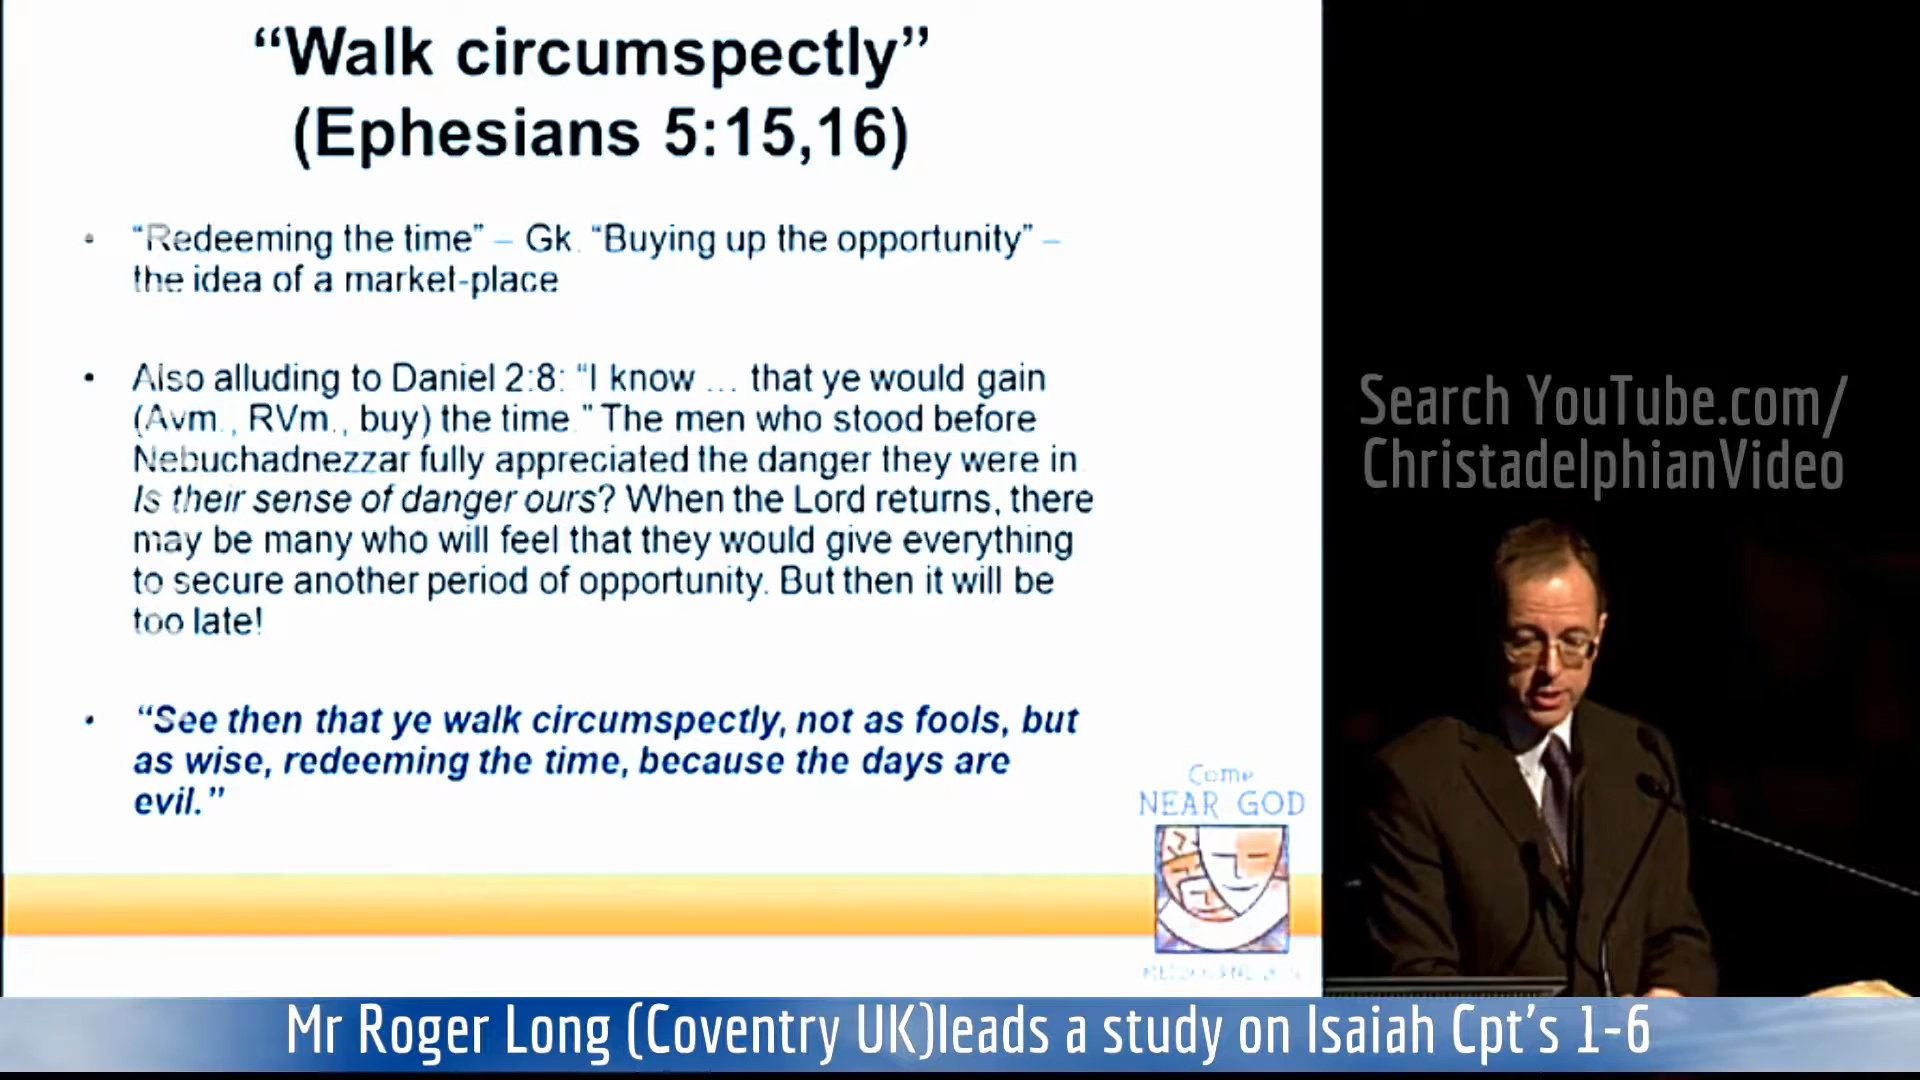 “Walk circumspectly”
(Ephesians 5:15,16)
• “Redeeming the time” – Gk. “Buying up the opportunity” –
the idea of a market-place
• Also alluding to Daniel 2:8: “I know … that ye would gain
(Avm., RVm., buy) the time.” The men who stood before
Nebuchadnezzar fully appreciated the danger they were in.
Is their sense of danger ours? When the Lord returns, there
may be many who will feel that they would give everything
to secure another period of opportunity. But then it will be
too late!
• “See then that ye walk circumspectly, not as fools, but
as wise, redeeming the time, because the days are
evil.”
Come
NEAR GOD
Search YouTube.com/
ChristadelphianVideo
Mr Roger Long (Coventry UK)leads a study on Isaiah Cpt’s 1-6